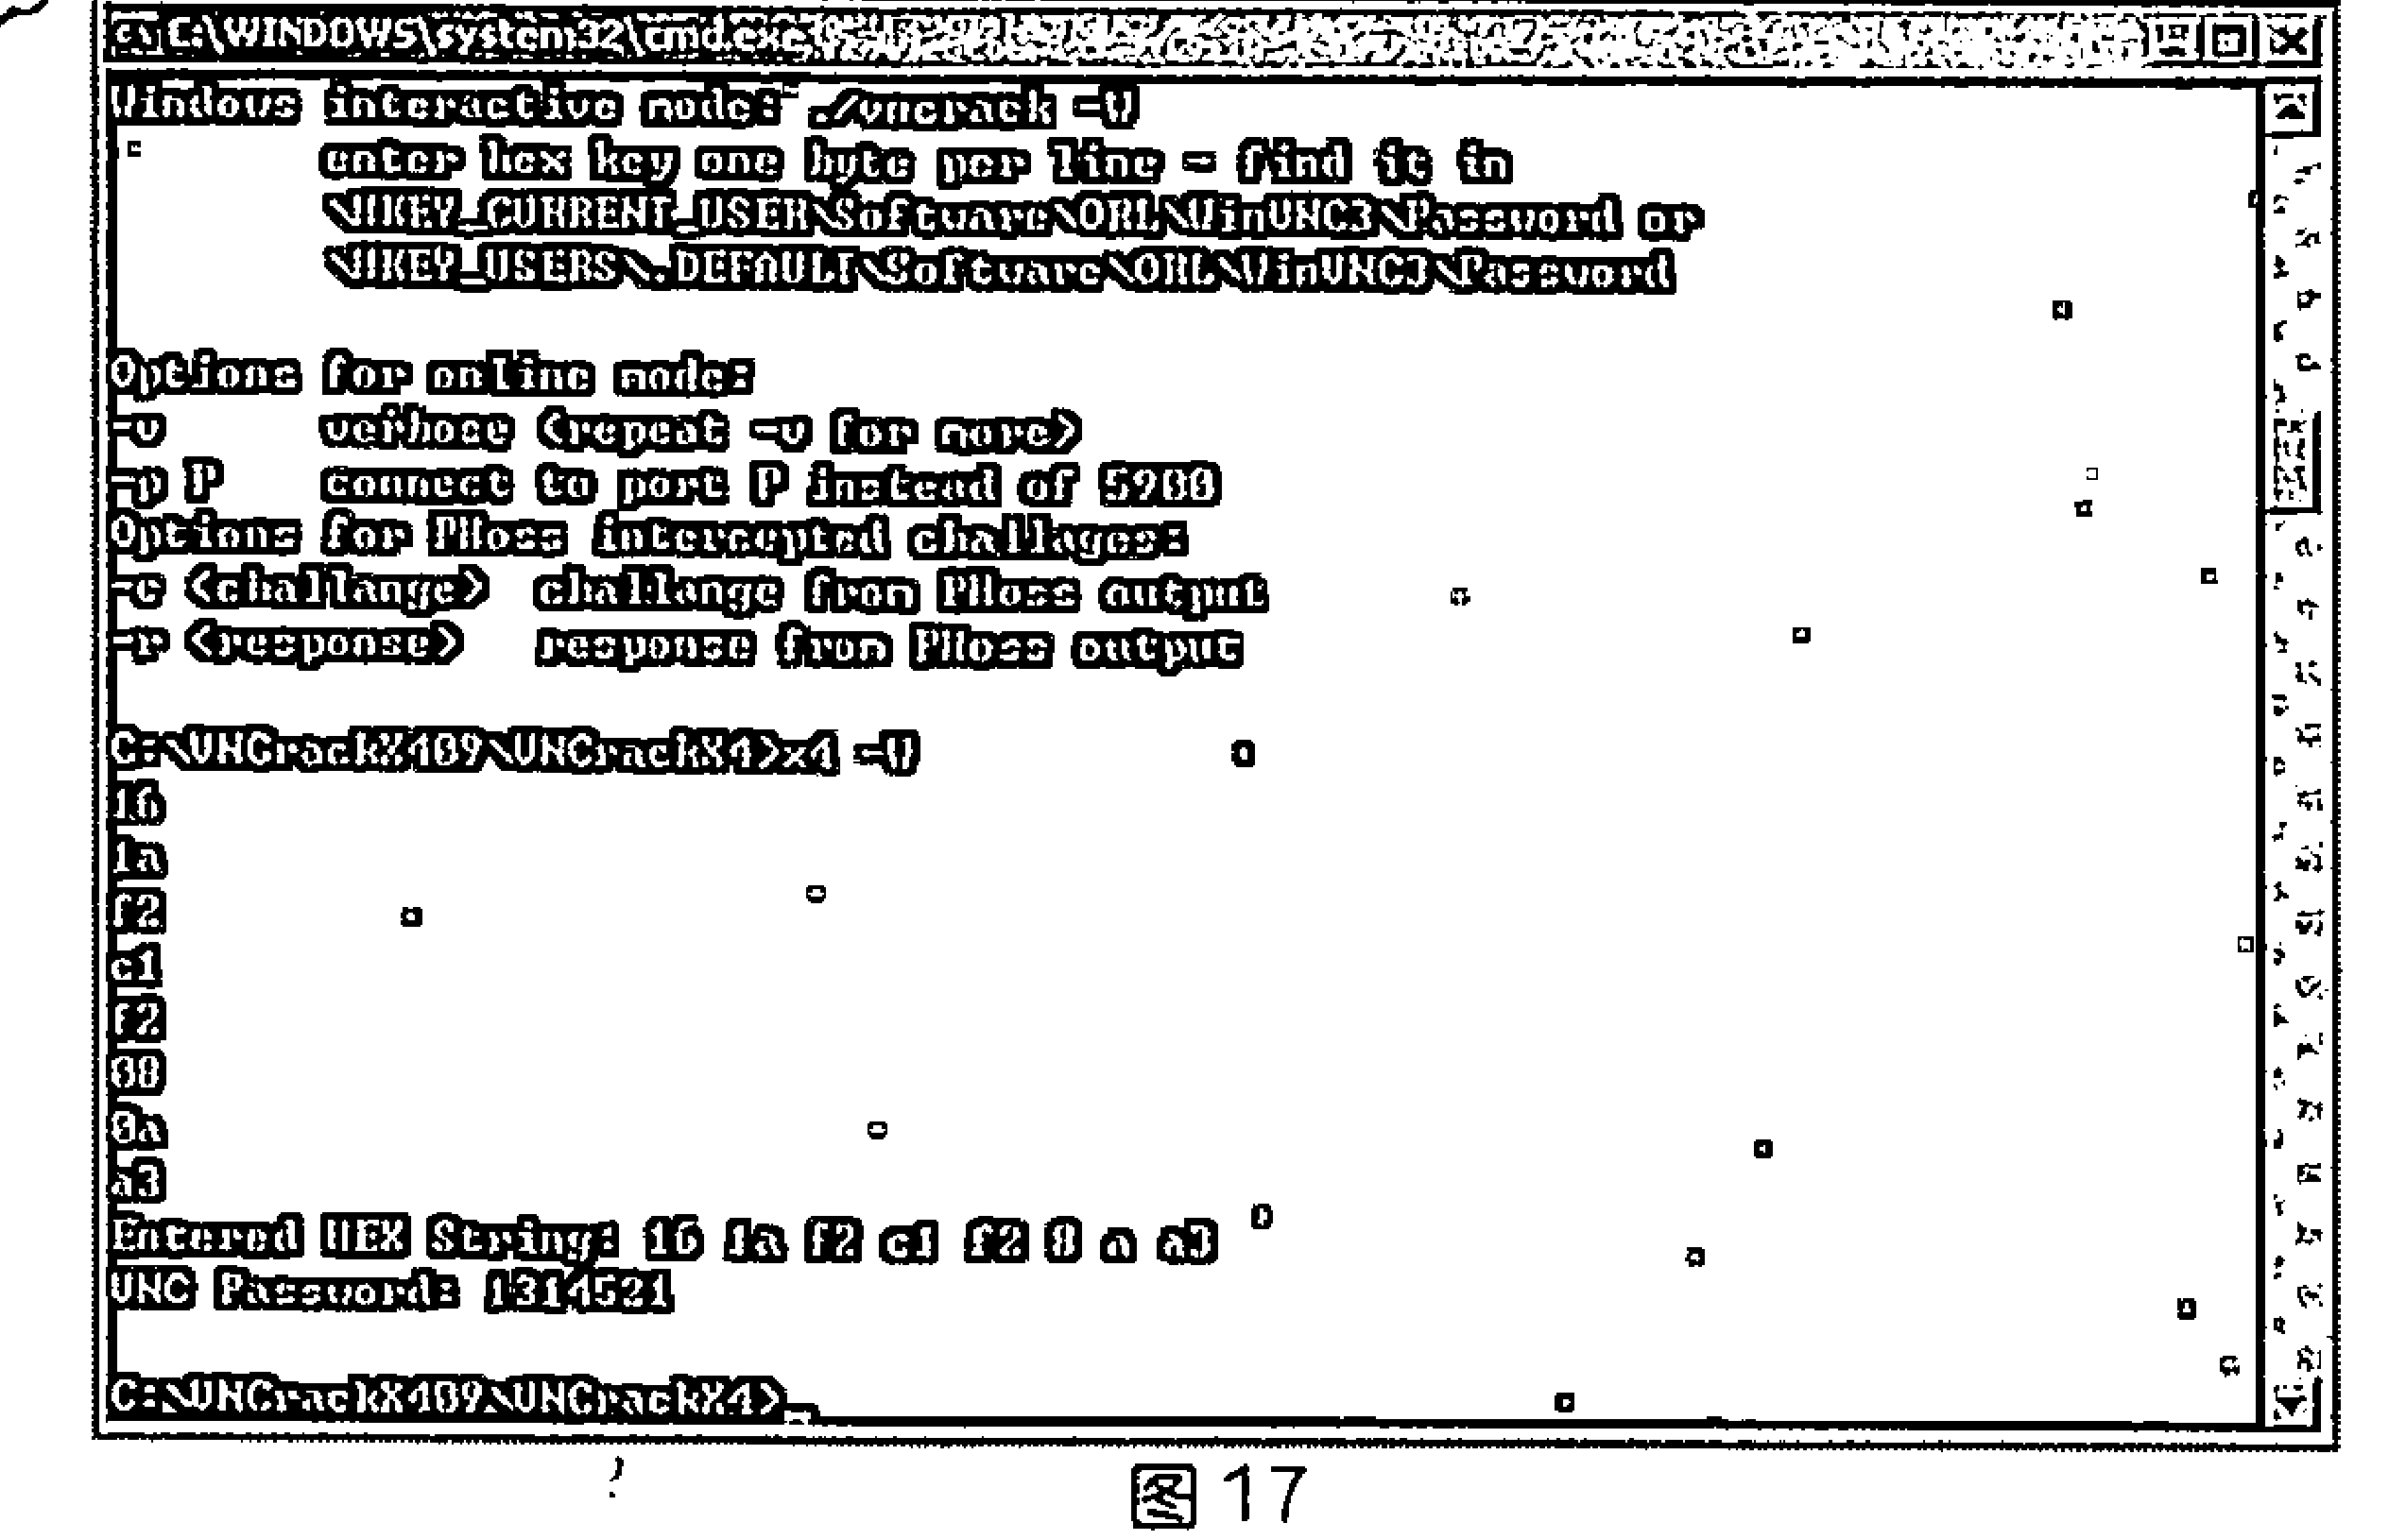 C:\WINDOWS\system32\cmd.exe
Windows interactive mode: ./vncrack -W
enter hex key one byte per line - find it in
\HKEY_CURRENT_USER\Software\ORL\WinVNC3\Password or
\HKEY_USERS\.DEFAULT\Software\ORL\WinVNC3\Password
Options for online mode:
-v verbose (repeat -v for more)
-p P connect to port P instead of 5900
Options for PHoss intercepted challages:
-c <challange> challange from PHoss output
-r <response> response from PHoss output
C:\VNCrackX409\VNCrackX4>x4 -W
16
1a
f2
c1
f2
08
0a
a3
Entered HEX String: 16 1a f2 c1 f2 8 a a3
VNC Password: 1314521
C:\VNCrackX409\VNCrackX4>_
图 17